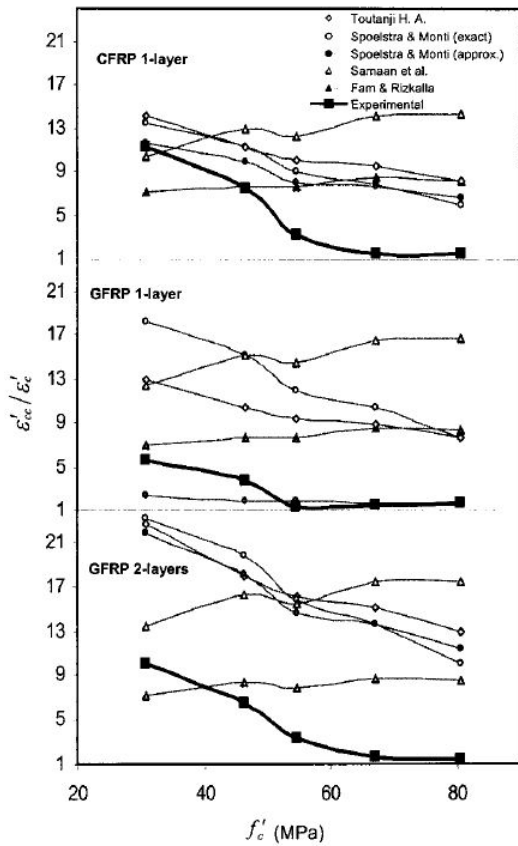 Toutanji H. A.
Spoelstra & Monti (exact)
Spoelstra & Monti (approx.)
Samaan et al.
Fam & Rizkalla
Experimental
CFRP 1-layer
21
17
13
9
5
1
GFRP 1-layer
21
17
13
9
5
1
GFRP 2-layers
21
17
13
9
5
1
ε'cc / ε'c
20
40
60
80
f'c (MPa)